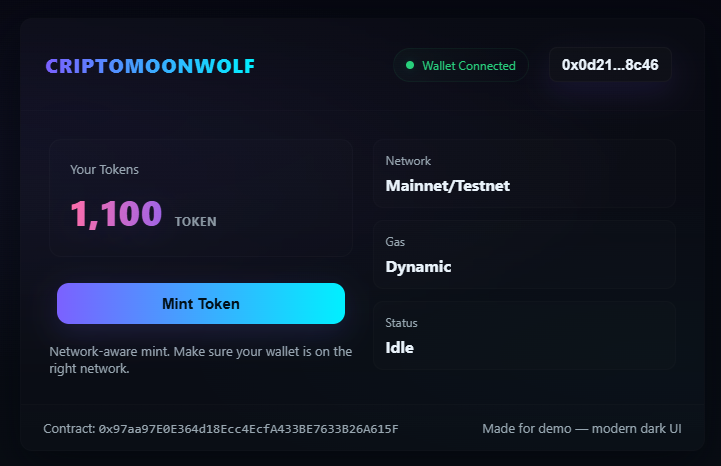 CRIPTOMOONWOLF
Wallet Connected
0x0d21...8c46
Your Tokens
1,100 TOKEN
Mint Token
Network-aware mint. Make sure your wallet is on the
right network.
Network
Mainnet/Testnet
Gas
Dynamic
Status
Idle
Contract: 0x97aa97E0E364d18Ecc4EcfA433BE7633B26A615F
Made for demo — modern dark UI